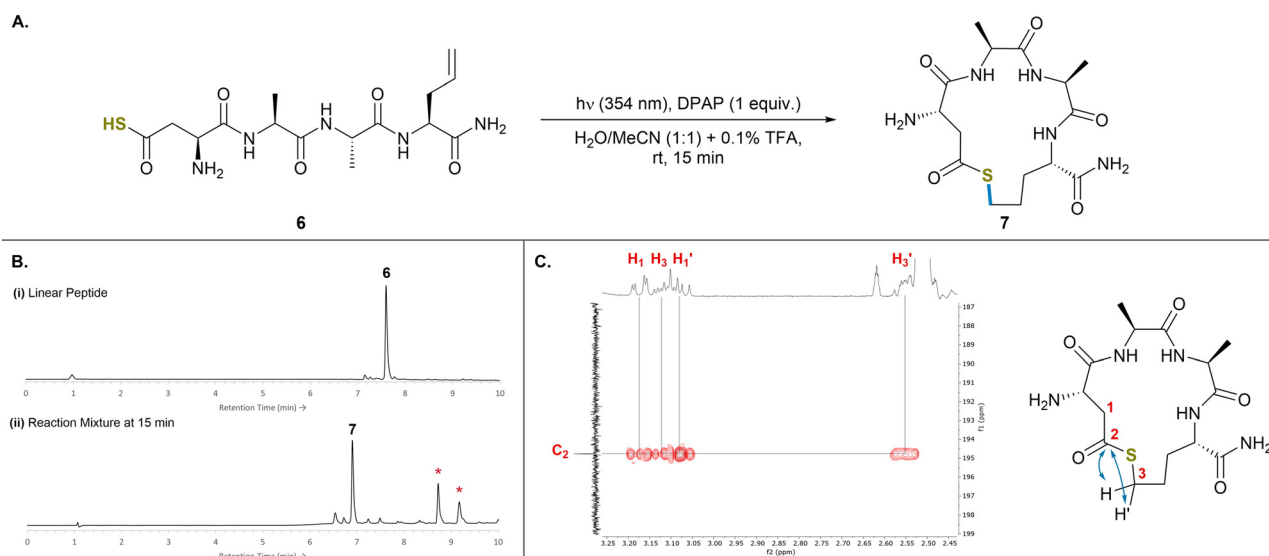 A.
HS
O
NH2
O
N
H
O
H
N
O
N
H
O
NH2
6
hν (354 nm), DPAP (1 equiv.)
H2O/MeCN (1:1) + 0.1% TFA,
rt, 15 min
O
O
NH
HN
H2N
O
HN
O
S
NH2
O
7
B.
(i) Linear Peptide
6
0 1 2 3 4 5 6 7 8 9 10
Retention Time (min) →
(ii) Reaction Mixture at 15 min
7
*
*
0 1 2 3 4 5 6 7 8 9 10
Retention Time (min) →
C.
H1 H3 H1' H3'
C2
187
188
189
190
191
192
193
194
195
196
197
198
199
f1 (ppm)
3.25 3.20 3.15 3.10 3.05 3.00 2.95 2.90 2.85 2.80 2.75 2.70 2.65 2.60 2.55 2.50 2.45
f2 (ppm)
O
O
NH
HN
H2N
1
O
HN
2
O
S
3
H
H'
NH2
O